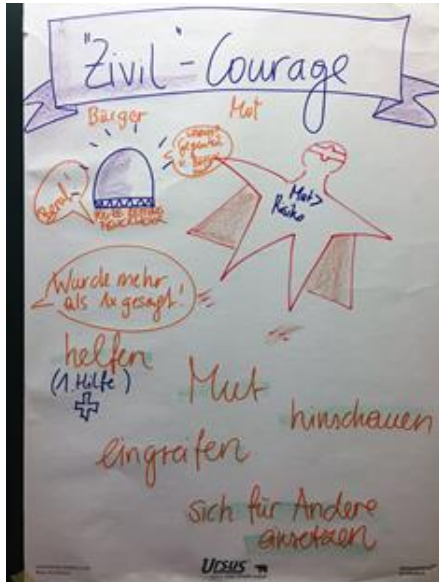 "Zivil"-Courage
Bürger
Mut
Mut >
Risiko
Wurde mehr
als 1x gesagt!
helfen
(1. Hilfe)
Mut
hinschauen
eingreifen
sich für Andere
einsetzen
Ursus